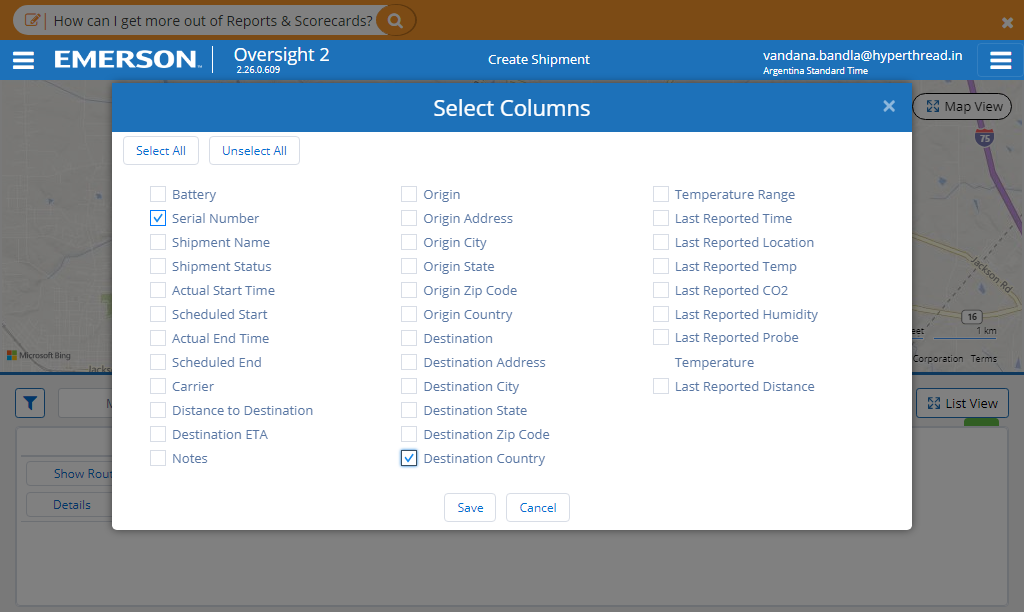 How can I get more out of Reports & Scorecards?
EMERSON
Oversight 2
2.26.0.609
Create Shipment
vandana.bandla@hyperthread.in
Argentina Standard Time
Select Columns
Map View
75
Select All
Unselect All
Battery
Serial Number
Shipment Name
Shipment Status
Actual Start Time
Scheduled Start
Actual End Time
Scheduled End
Carrier
Distance to Destination
Destination ETA
Notes
Origin
Origin Address
Origin City
Origin State
Origin Zip Code
Origin Country
Destination
Destination Address
Destination City
Destination State
Destination Zip Code
Destination Country
Temperature Range
Last Reported Time
Last Reported Location
Last Reported Temp
Last Reported CO2
Last Reported Humidity
Last Reported Probe
Temperature
Last Reported Distance
Save
Cancel
Jackson Rd
16
1 km
Corporation Terms
Microsoft Bing
List View
Show Rout
Details